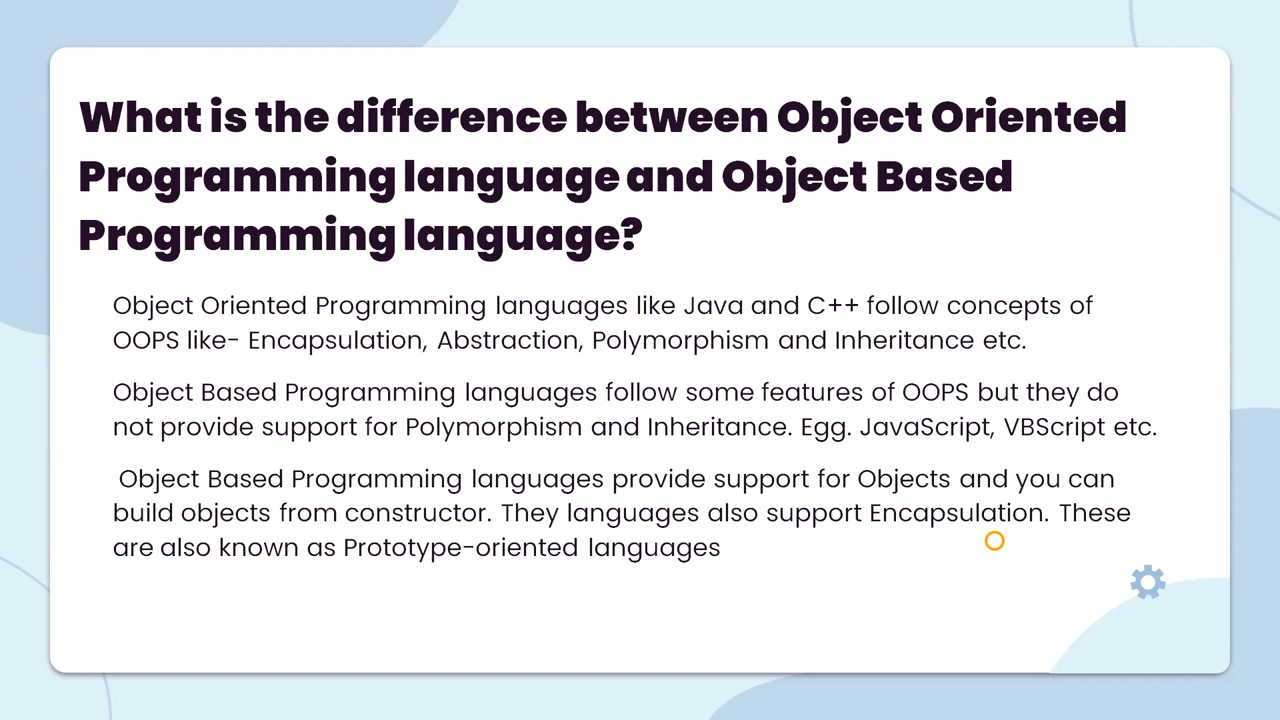 What is the difference between Object Oriented
Programming language and Object Based
Programming language?
Object Oriented Programming languages like Java and C++ follow concepts of
OOPS like- Encapsulation, Abstraction, Polymorphism and Inheritance etc.
Object Based Programming languages follow some features of OOPS but they do
not provide support for Polymorphism and Inheritance. Egg. JavaScript, VBScript etc.
Object Based Programming languages provide support for Objects and you can
build objects from constructor. They languages also support Encapsulation. These
are also known as Prototype-oriented languages